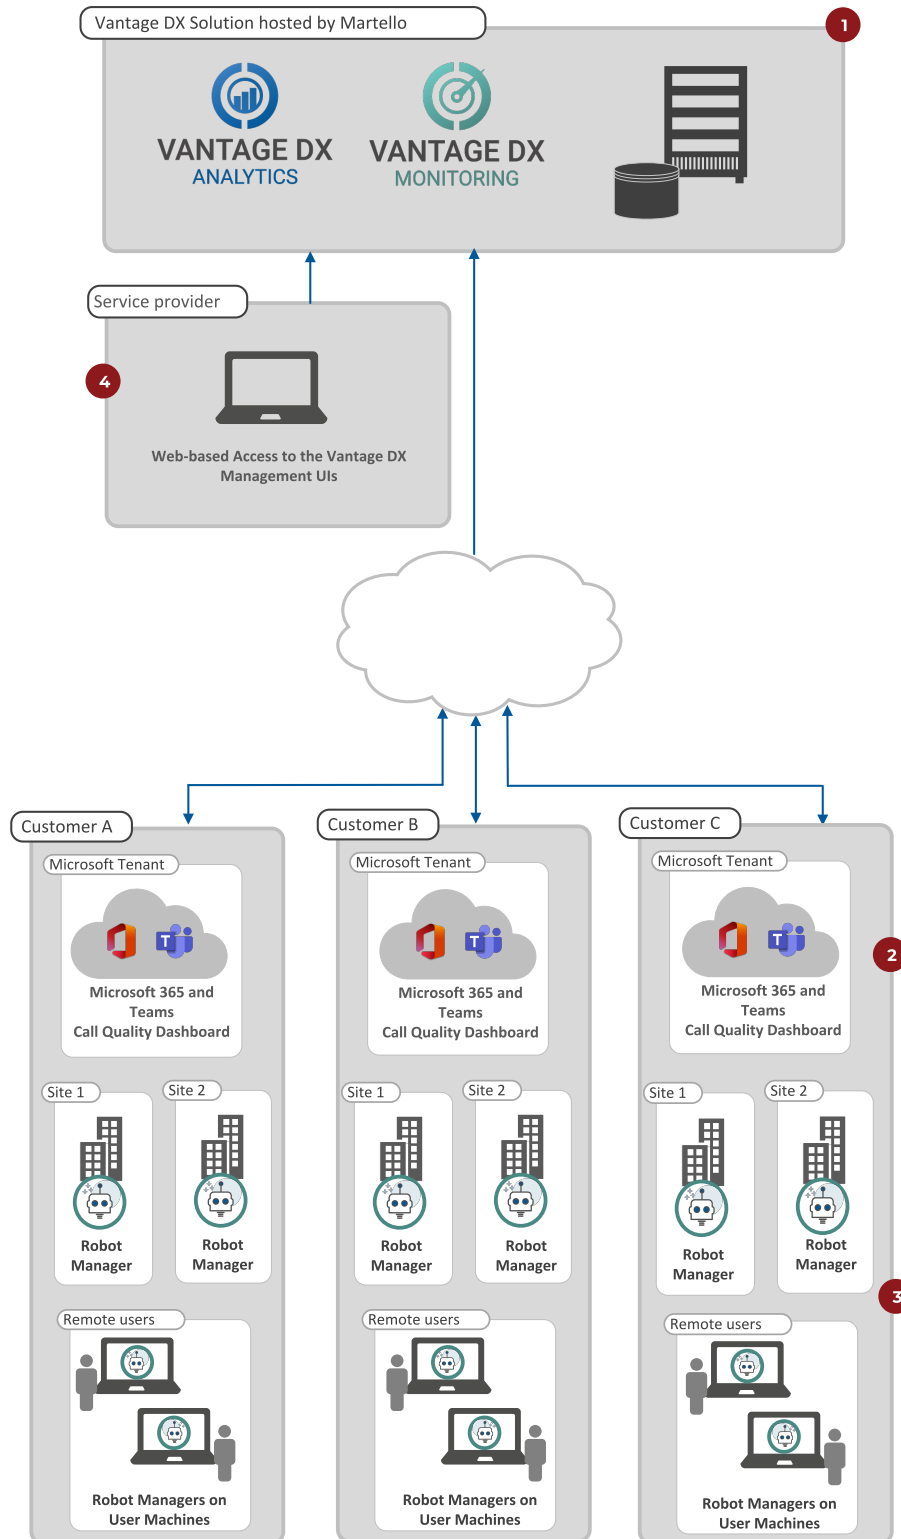 Vantage DX Solution hosted by Martello
1
VANTAGE DX
ANALYTICS
VANTAGE DX
MONITORING
Service provider
4
Web-based Access to the Vantage DX
Management UIs
Customer A
Microsoft Tenant
Microsoft 365 and
Teams
Call Quality Dashboard
Site 1
Robot
Manager
Site 2
Robot
Manager
Remote users
Robot Managers on
User Machines
Customer B
Microsoft Tenant
Microsoft 365 and
Teams
Call Quality Dashboard
Site 1
Robot
Manager
Site 2
Robot
Manager
Remote users
Robot Managers on
User Machines
Customer C
Microsoft Tenant
Microsoft 365 and
Teams
Call Quality Dashboard
2
Site 1
Robot
Manager
Site 2
Robot
Manager
3
Remote users
Robot Managers on
User Machines